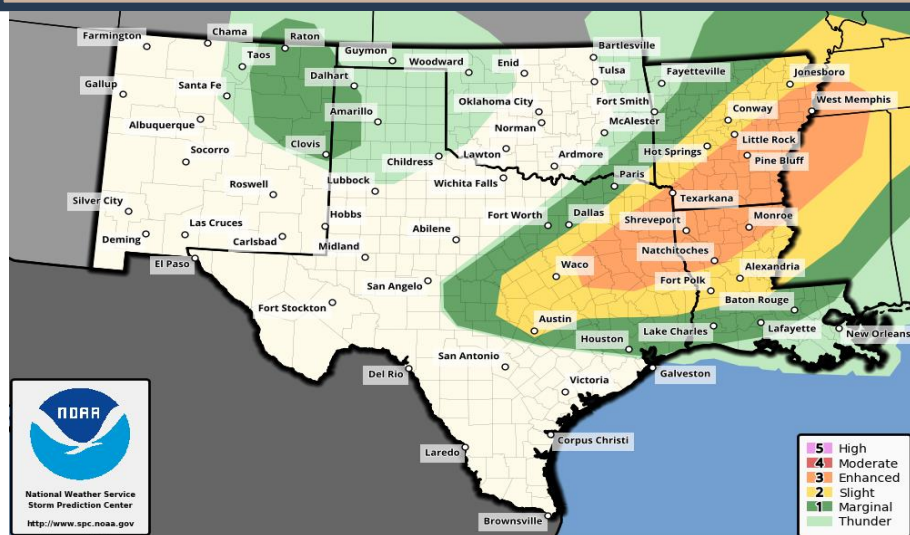 Farmington
Chama
Raton
Taos
Guymon
Woodward
Enid
Bartlesville
Tulsa
Fayetteville
Jonesboro
Gallup
Santa Fe
Dalhart
Amarillo
Oklahoma City
Fort Smith
Conway
West Memphis
Albuquerque
Norman
McAlester
Little Rock
Socorro
Clovis
Childress
Lawton
Ardmore
Hot Springs
Pine Bluff
Roswell
Lubbock
Wichita Falls
Paris
Texarkana
Silver City
Las Cruces
Hobbs
Fort Worth
Dallas
Shreveport
Monroe
Deming
Carlsbad
Midland
Abilene
Natchitoches
El Paso
San Angelo
Waco
Fort Polk
Alexandria
Fort Stockton
Austin
Baton Rouge
Houston
Lake Charles
Lafayette
New Orleans
San Antonio
Del Rio
Victoria
Galveston
Laredo
Corpus Christi
Brownsville
NOAA
National Weather Service
Storm Prediction Center
http://www.spc.noaa.gov
5 High
4 Moderate
3 Enhanced
2 Slight
1 Marginal
Thunder